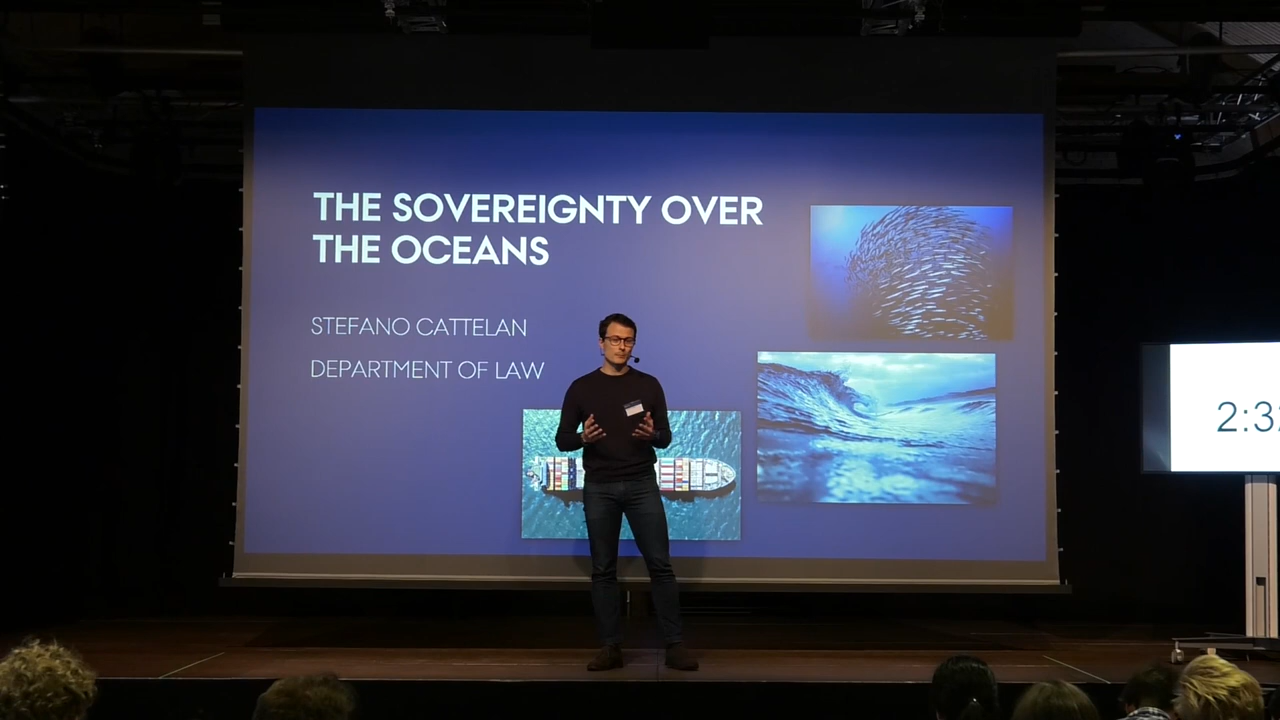 THE SOVEREIGNTY OVER
THE OCEANS
STEFANO CATTELAN
DEPARTMENT OF LAW